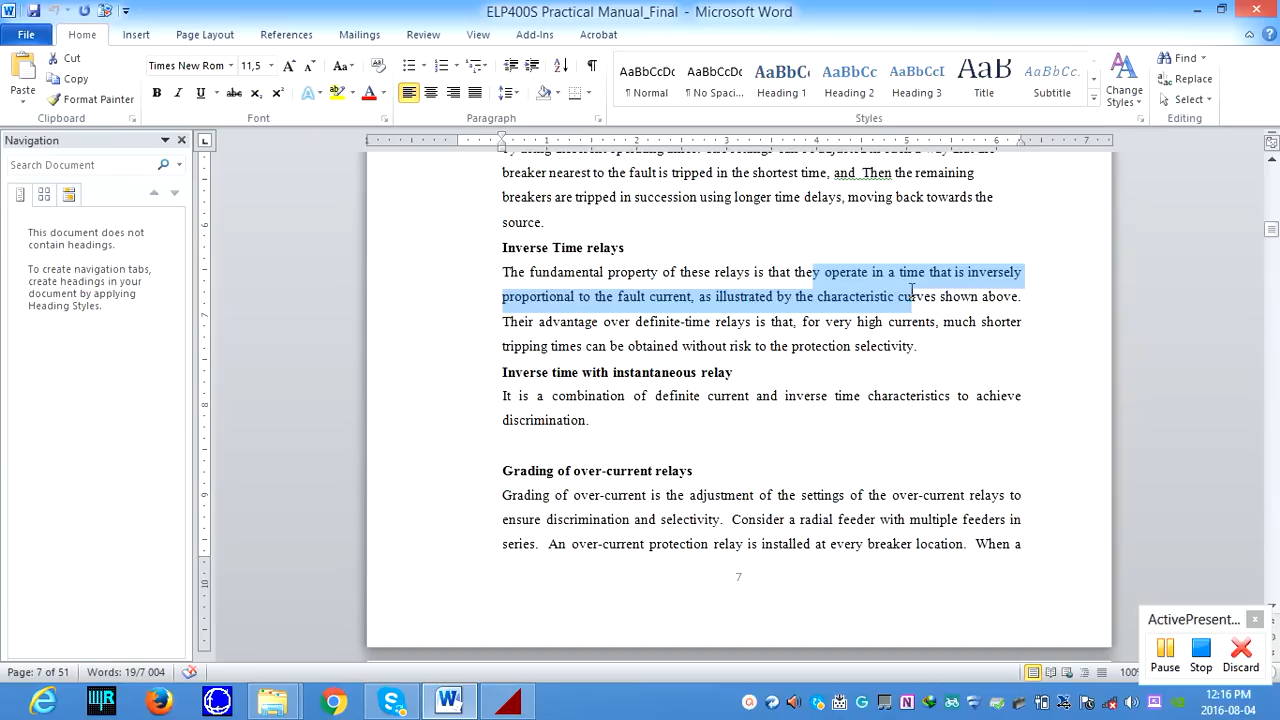 ELP400S Practical Manual_Final - Microsoft Word
File Home Insert Page Layout References Mailings Review View Add-Ins Acrobat
Paste
Cut
Copy
Format Painter
Clipboard
Times New Rom 11,5
Font
Paragraph
AaBbCcDc ¶ Normal
AaBbCcDc ¶ No Spaci...
AaBbCc Heading 1
AaBbCc Heading 2
AaBbCcI Heading 3
AaB Title
AaBbCcL Subtitle
Change Styles
Styles
Find
Replace
Select
Editing
Navigation
Search Document
This document does not
contain headings.
To create navigation tabs,
create headings in your
document by applying
Heading Styles.
breaker nearest to the fault is tripped in the shortest time, and Then the remaining
breakers are tripped in succession using longer time delays, moving back towards the
source.
Inverse Time relays
The fundamental property of these relays is that they operate in a time that is inversely
proportional to the fault current, as illustrated by the characteristic curves shown above.
Their advantage over definite-time relays is that, for very high currents, much shorter
tripping times can be obtained without risk to the protection selectivity.
Inverse time with instantaneous relay
It is a combination of definite current and inverse time characteristics to achieve
discrimination.
Grading of over-current relays
Grading of over-current is the adjustment of the settings of the over-current relays to
ensure discrimination and selectivity. Consider a radial feeder with multiple feeders in
series. An over-current protection relay is installed at every breaker location. When a
7
ActivePresent...
Pause Stop Discard
Page: 7 of 51 Words: 19/7 004
100%
12:16 PM
2016-08-04